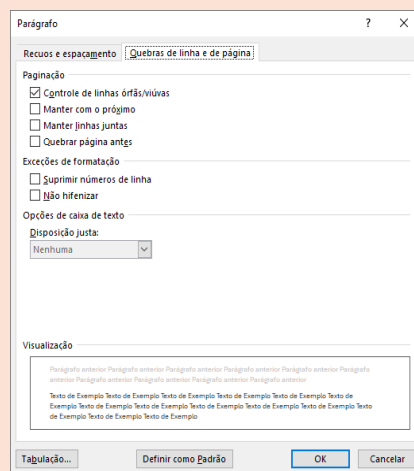 Parágrafo ? ×
Recuos e espaçamento Quebras de linha e de página
Paginação
Controle de linhas órfãs/viúvas
Manter com o próximo
Manter linhas juntas
Quebrar página antes
Exceções de formatação
Suprimir números de linha
Não hifenizar
Opções de caixa de texto
Disposição justa:
Nenhuma
Visualização
Parágrafo anterior Parágrafo anterior Parágrafo anterior Parágrafo anterior Parágrafo anterior Parágrafo
anterior Parágrafo anterior Parágrafo anterior Parágrafo anterior Parágrafo anterior
Texto de Exemplo Texto de Exemplo Texto de Exemplo Texto de Exemplo Texto de Exemplo Texto de
Exemplo Texto de Exemplo Texto de Exemplo Texto de Exemplo Texto de Exemplo Texto de Exemplo Texto
de Exemplo Texto de Exemplo Texto de Exemplo
Tabulação... Definir como Padrão OK Cancelar